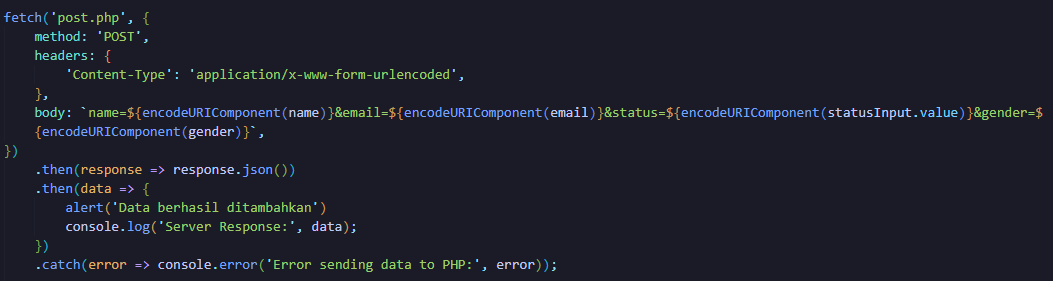 fetch('post.php', {
    method: 'POST',
    headers: {
        'Content-Type': 'application/x-www-form-urlencoded',
    },
    body: `name=${encodeURIComponent(name)}&email=${encodeURIComponent(email)}&status=${encodeURIComponent(statusInput.value)}&gender=$
    {encodeURIComponent(gender)}`,
})
    .then(response => response.json())
    .then(data => {
        alert('Data berhasil ditambahkan')
        console.log('Server Response:', data);
    })
    .catch(error => console.error('Error sending data to PHP:', error));